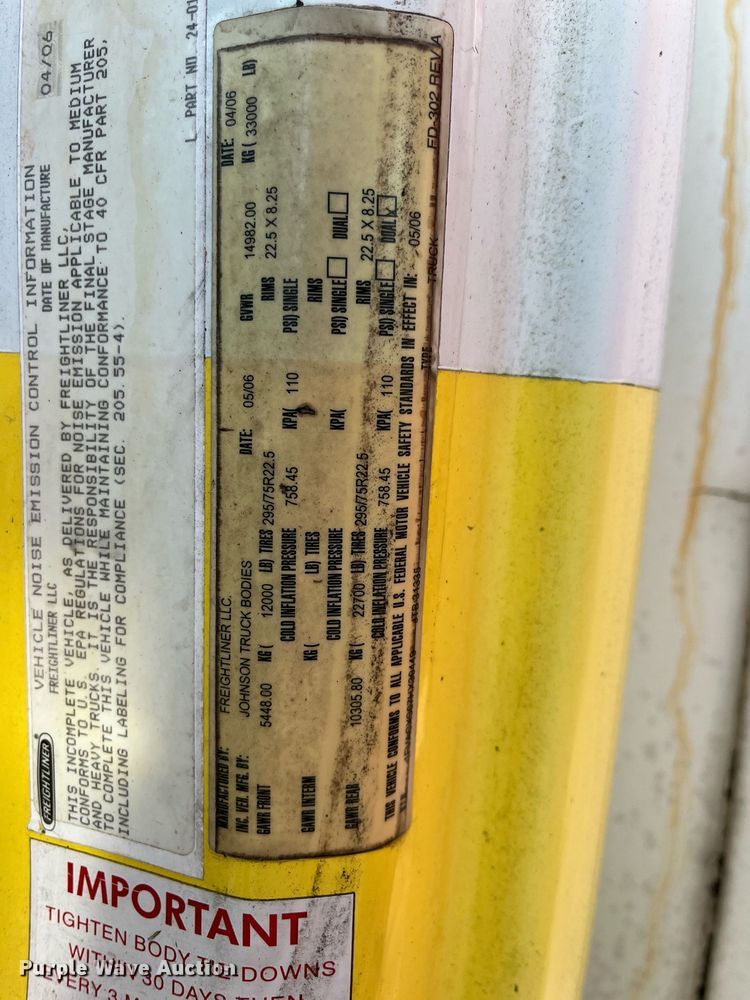 VEHICLE NOISE EMISSION CONTROL INFORMATION
FREIGHTLINER LLC DATE OF MANUFACTURE 04/06
FREIGHTLINER
THIS INCOMPLETE VEHICLE, AS DELIVERED BY FREIGHTLINER LLC,
CONFORMS TO U.S. EPA REGULATIONS FOR NOISE EMISSION APPLICABLE TO MEDIUM
AND HEAVY TRUCKS. IT IS THE RESPONSIBILITY OF THE FINAL STAGE MANUFACTURER
TO COMPLETE THIS VEHICLE WHILE MAINTAINING CONFORMANCE TO 40 CFR PART 205,
INCLUDING LABELING FOR COMPLIANCE (SEC. 205.55-4).
PART NO. 24-01
MANUFACTURED BY: FREIGHTLINER LLC. DATE: 04/06
INC. VEH. MFG. BY: JOHNSON TRUCK BODIES DATE: 05/06 GVWR 14982.00 KG ( 33000 LB)
GAWR FRONT 5448.00 KG ( 12000 LB) TIRES 295/75R22.5 RIMS 22.5 X 8.25
COLD INFLATION PRESSURE 758.45 KPA( 110 PSI) SINGLE
GAWR INTERM KG ( LB) TIRES RIMS
COLD INFLATION PRESSURE KPA( PSI) SINGLE DUAL
GAWR REAR 10305.80 KG ( 22700 LB) TIRES 295/75R22.5 RIMS 22.5 X 8.25
COLD INFLATION PRESSURE 758.45 KPA( 110 PSI) SINGLE DUAL X
THIS VEHICLE CONFORMS TO ALL APPLICABLE U.S. FEDERAL MOTOR VEHICLE SAFETY STANDARDS IN EFFECT IN: 05/06
TYPE TRUCK
FD-302 REV A
IMPORTANT
TIGHTEN BODY TIE-DOWNS
WITHIN 30 DAYS THEN
EVERY 3
Purple Wave Auction